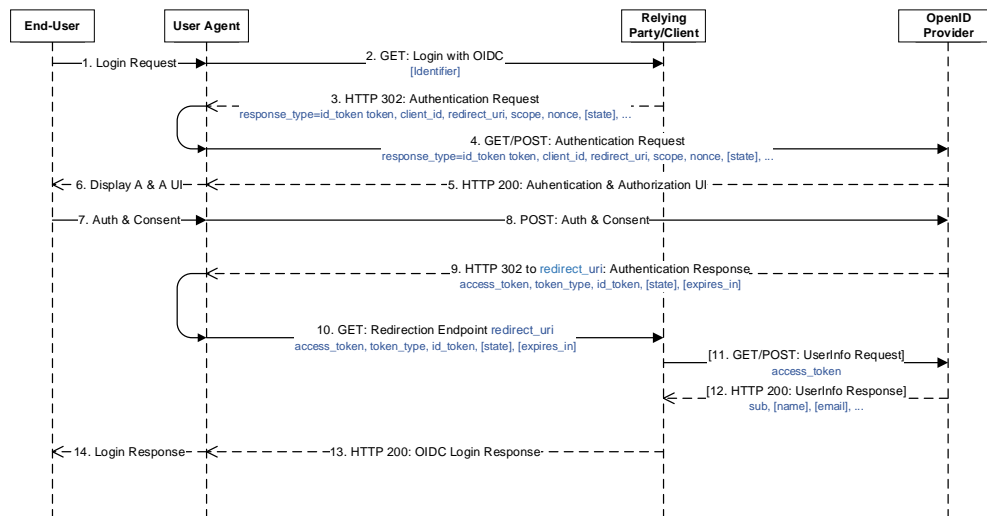 End-User
User Agent
Relying
Party/Client
OpenID
Provider
1. Login Request
2. GET: Login with OIDC
[Identifier]
3. HTTP 302: Authentication Request
response_type=id_token token, client_id, redirect_uri, scope, nonce, [state], ...
4. GET/POST: Authentication Request
response_type=id_token token, client_id, redirect_uri, scope, nonce, [state], ...
6. Display A & A UI
5. HTTP 200: Auhentication & Authorization UI
7. Auth & Consent
8. POST: Auth & Consent
9. HTTP 302 to redirect_uri: Authentication Response
access_token, token_type, id_token, [state], [expires_in]
10. GET: Redirection Endpoint redirect_uri
access_token, token_type, id_token, [state], [expires_in]
[11. GET/POST: UserInfo Request]
access_token
[12. HTTP 200: UserInfo Response]
sub, [name], [email], ...
14. Login Response
13. HTTP 200: OIDC Login Response